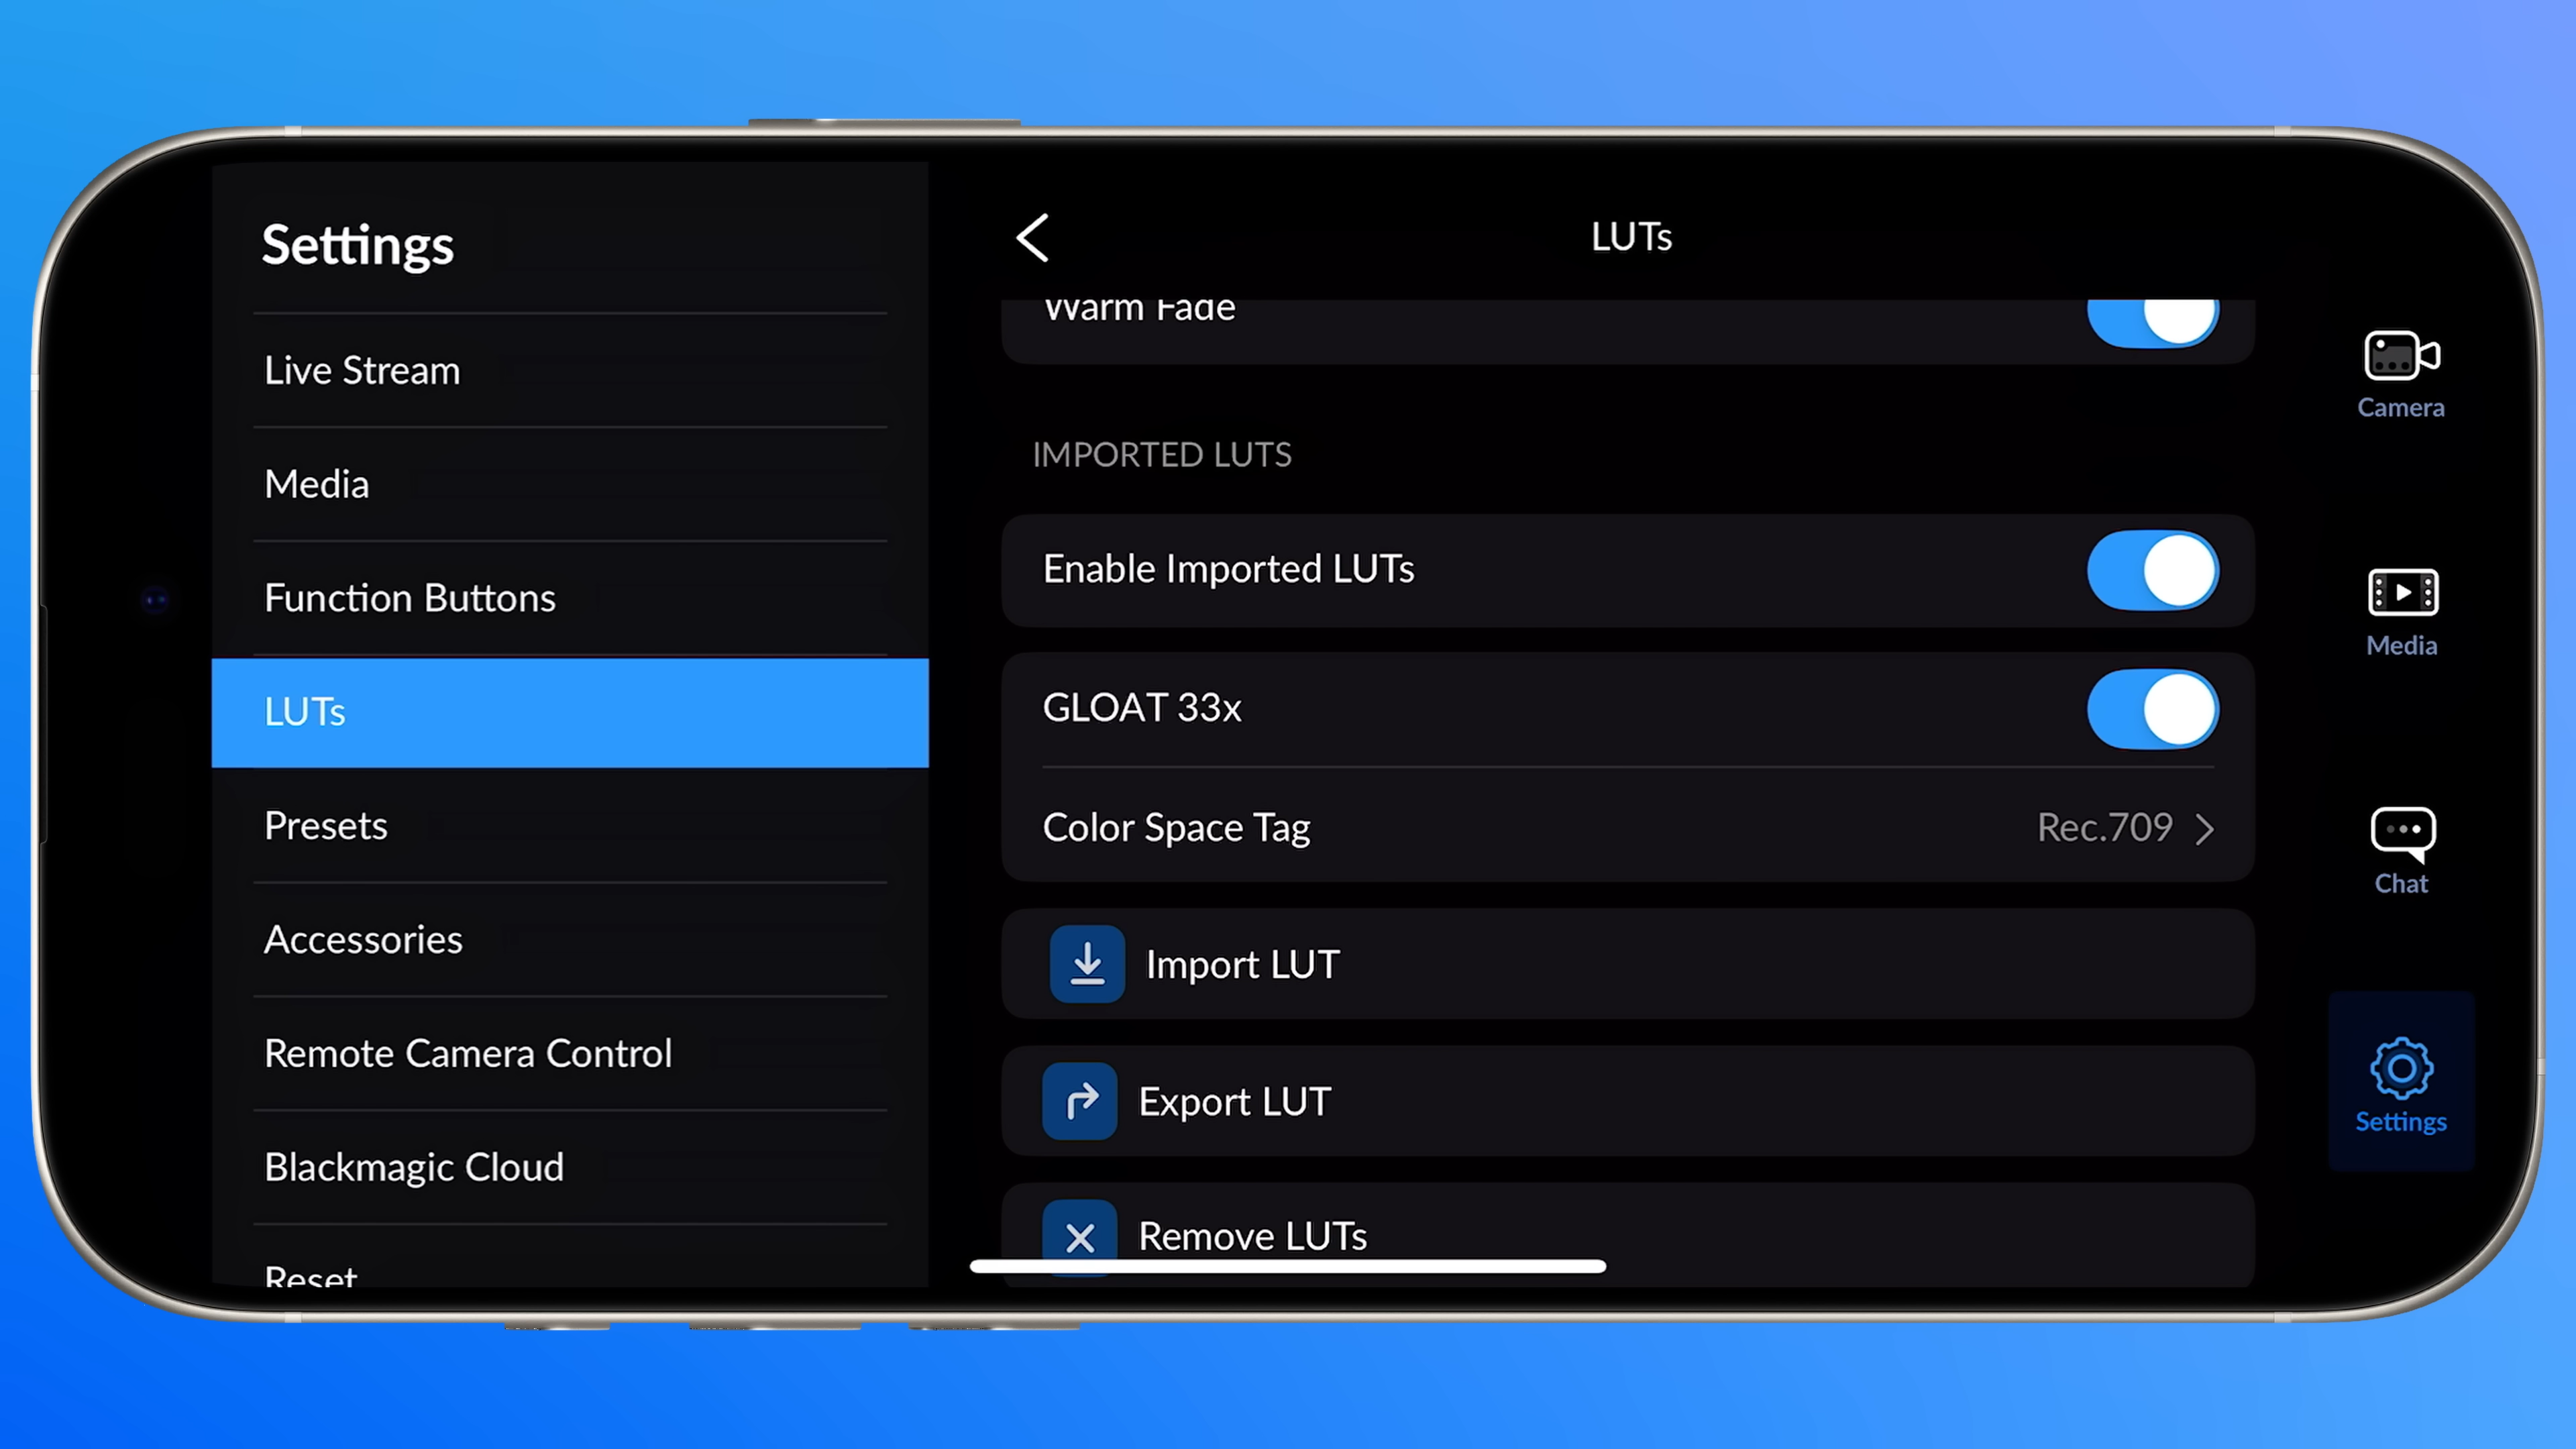 Settings
Live Stream
Media
Function Buttons
LUTs
Presets
Accessories
Remote Camera Control
Blackmagic Cloud
Reset
LUTs
Warm Fade
IMPORTED LUTS
Enable Imported LUTs
GLOAT 33x
Color Space Tag Rec.709
Import LUT
Export LUT
Remove LUTs
Camera
Media
Chat
Settings